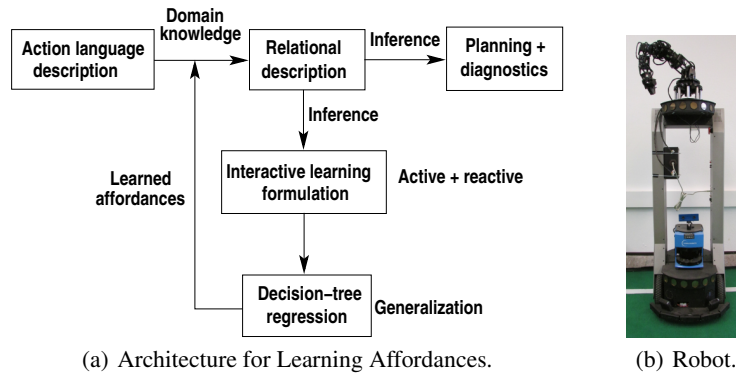 Domain
knowledge
Action language
description
Relational
description
Inference
Planning +
diagnostics
Inference
Interactive learning
formulation
Active + reactive
Learned
affordances
Decision−tree
regression
Generalization
(a) Architecture for Learning Affordances.
(b) Robot.